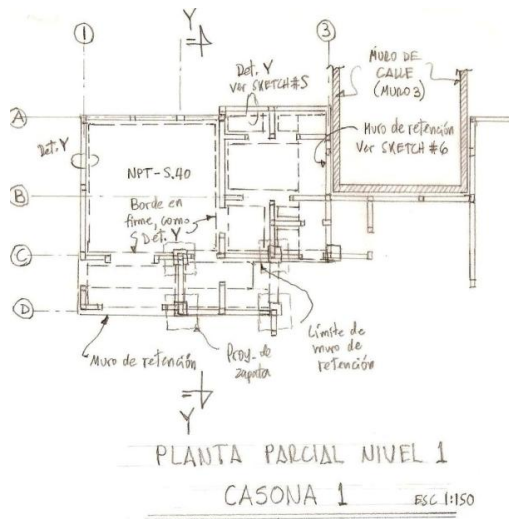 Y
1
3
Det. Y
Ver SKETCH #5
MURO DE
CALLE
(MURO 3)
A
Det. Y
Muro de retención
Ver SKETCH #6
NPT-5.40
B
Borde en
firme, como
Det. Y
C
D
Muro de retención
Proy. de
zapata
Límite de
muro de
retención
Y
PLANTA PARCIAL NIVEL 1
CASONA 1
ESC 1:150